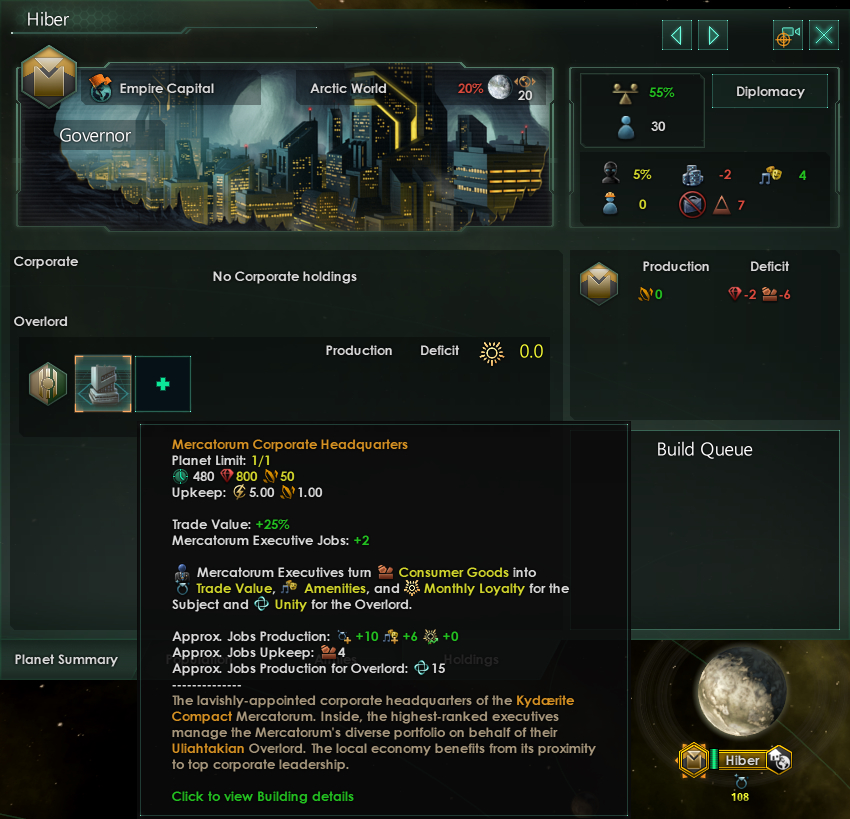 Hiber
Empire Capital
Arctic World
20%
20
Governor
55%
Diplomacy
30
5%
-2
4
0
7
Corporate
No Corporate holdings
Production
Deficit
0
-2
-6
Overlord
Production
Deficit
0.0
Mercatorum Corporate Headquarters
Planet Limit: 1/1
480 800 50
Upkeep: 5.00 1.00
Trade Value: +25%
Mercatorum Executive Jobs: +2
Mercatorum Executives turn Consumer Goods into
Trade Value, Amenities, and Monthly Loyalty for the
Subject and Unity for the Overlord.
Approx. Jobs Production: +10 +6 +0
Approx. Jobs Upkeep: 4
Approx. Jobs Production for Overlord: 15
--------------
The lavishly-appointed corporate headquarters of the Kydærite
Compact Mercatorum. Inside, the highest-ranked executives
manage the Mercatorum's diverse portfolio on behalf of their
Uliahtakian Overlord. The local economy benefits from its proximity
to top corporate leadership.
Click to view Building details
Build Queue
Planet Summary
Holdings
Hiber
108